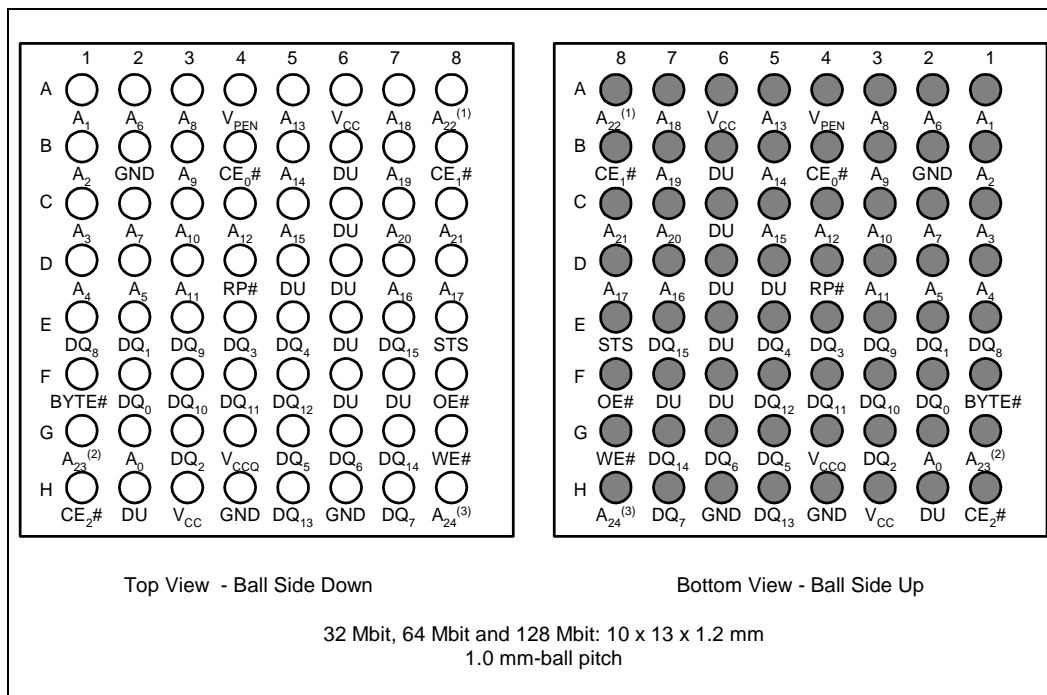 1 2 3 4 5 6 7 8
A
A1 A6 A8 VPEN A13 VCC A18 A22(1)
B
A2 GND A9 CE0# A14 DU A19 CE1#
C
A3 A7 A10 A12 A15 DU A20 A21
D
A4 A5 A11 RP# DU DU A16 A17
E
DQ8 DQ1 DQ9 DQ3 DQ4 DU DQ15 STS
F
BYTE# DQ0 DQ10 DQ11 DQ12 DU DU OE#
G
A23(2) A0 DQ2 VCCQ DQ5 DQ6 DQ14 WE#
H
CE2# DU VCC GND DQ13 GND DQ7 A24(3)
Top View - Ball Side Down
8 7 6 5 4 3 2 1
A
A22(1) A18 VCC A13 VPEN A8 A6 A1
B
CE1# A19 DU A14 CE0# A9 GND A2
C
A21 A20 DU A15 A12 A10 A7 A3
D
A17 A16 DU DU RP# A11 A5 A4
E
STS DQ15 DU DQ4 DQ3 DQ9 DQ1 DQ8
F
OE# DU DU DQ12 DQ11 DQ10 DQ0 BYTE#
G
WE# DQ14 DQ6 DQ5 VCCQ DQ2 A0 A23(2)
H
A24(3) DQ7 GND DQ13 GND VCC DU CE2#
Bottom View - Ball Side Up
32 Mbit, 64 Mbit and 128 Mbit: 10 x 13 x 1.2 mm
1.0 mm-ball pitch